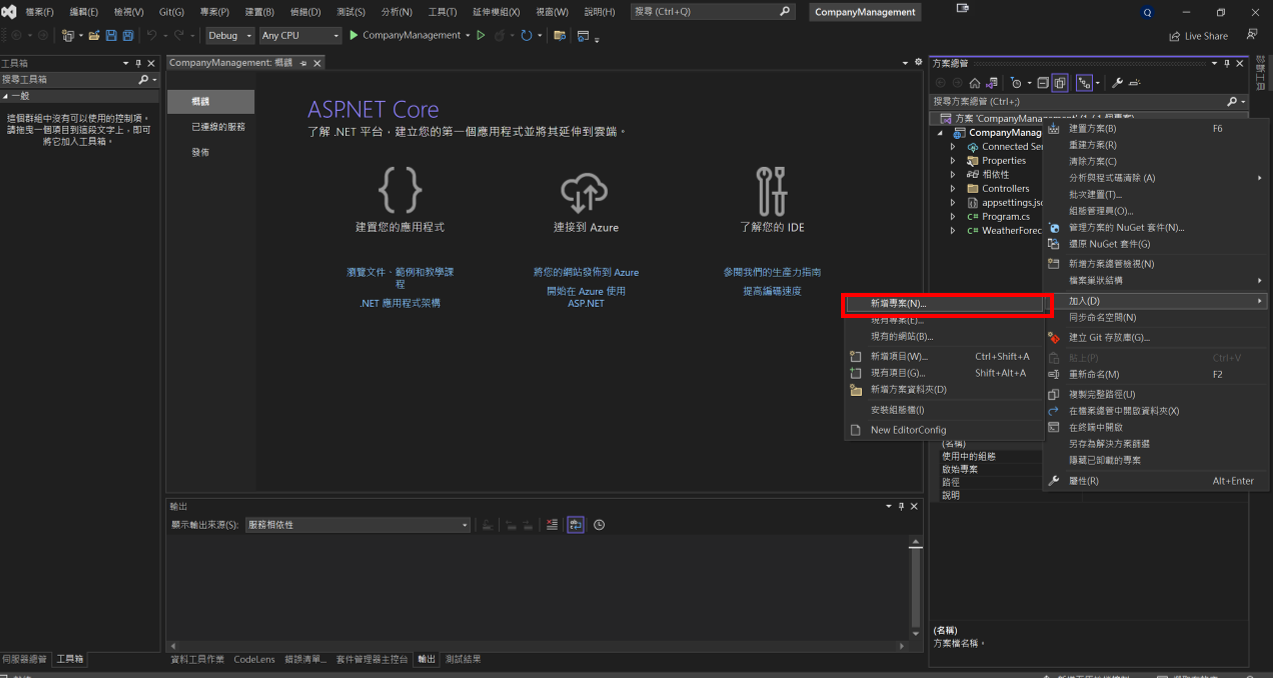 檔案(F) 編輯(E) 檢視(V) Git(G) 專案(P) 建置(B) 偵錯(D) 測試(S) 分析(N) 工具(T) 延伸模組(X) 視窗(W) 說明(H) 搜尋 (Ctrl+Q) CompanyManagement Q
Debug Any CPU CompanyManagement Live Share
工具箱
搜尋工具箱
一般
這個群組中沒有可以使用的控制項。
請拖曳一個項目到這段文字上，即可
將它加入工具箱。
CompanyManagement: 概觀
概觀
已連線的服務
發佈
ASP.NET Core
了解 .NET 平台，建立您的第一個應用程式並將其延伸到雲端。
建置您的應用程式
瀏覽文件、範例和教學課
程
.NET 應用程式架構
連接到 Azure
將您的網站發佈到 Azure
開始在 Azure 使用
ASP.NET
了解您的 IDE
參閱我們的生產力指南
提高編碼速度
方案總管
搜尋方案總管 (Ctrl+;)
方案 'CompanyManagement' (1 / 1 個專案)
CompanyManag
Connected Ser
Properties
相依性
Controllers
appsettings.jso
Program.cs
WeatherForec
建置方案(B) F6
重建方案(R)
清除方案(C)
分析與程式碼清除 (A)
批次建置(T)...
組態管理員(O)...
管理方案的 NuGet 套件(N)...
還原 NuGet 套件(G)
新增方案總管檢視(N)
檔案巢狀結構
加入(D)
同步命名空間(N)
建立 Git 存放庫(G)...
貼上(P) Ctrl+V
重新命名(M) F2
複製完整路徑(U)
在檔案總管中開啟資料夾(X)
在終端中開啟
另存為解決方案篩選
隱藏已卸載的專案
屬性(R) Alt+Enter
新增專案(N)...
現有專案(E)...
現有的網站(B)...
新增項目(W)... Ctrl+Shift+A
現有項目(G)... Shift+Alt+A
新增方案資料夾(D)
安裝組態檔(I)
New EditorConfig
(名稱)
使用中的組態
啟始專案
路徑
說明
(名稱)
方案檔名稱。
輸出
顯示輸出來源(S): 服務相依性
伺服器總管 工具箱
資料工具作業 CodeLens 錯誤清單... 套件管理器主控台 輸出 測試結果